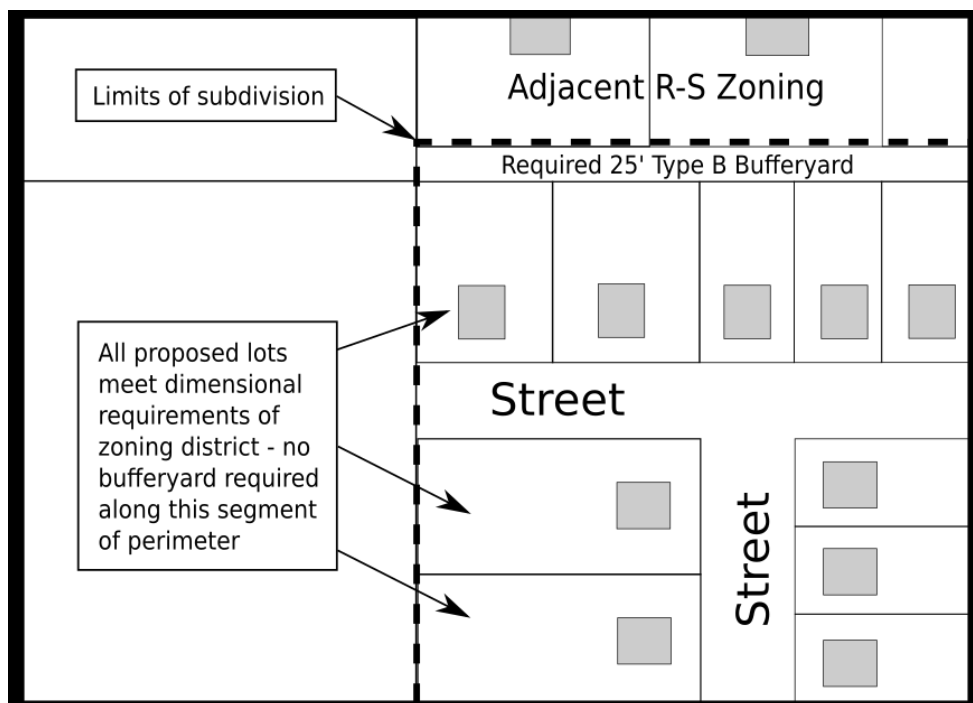 Adjacent R-S Zoning
Limits of subdivision
Required 25' Type B Bufferyard
All proposed lots
meet dimensional
requirements of
zoning district - no
bufferyard required
along this segment
of perimeter
Street
Street